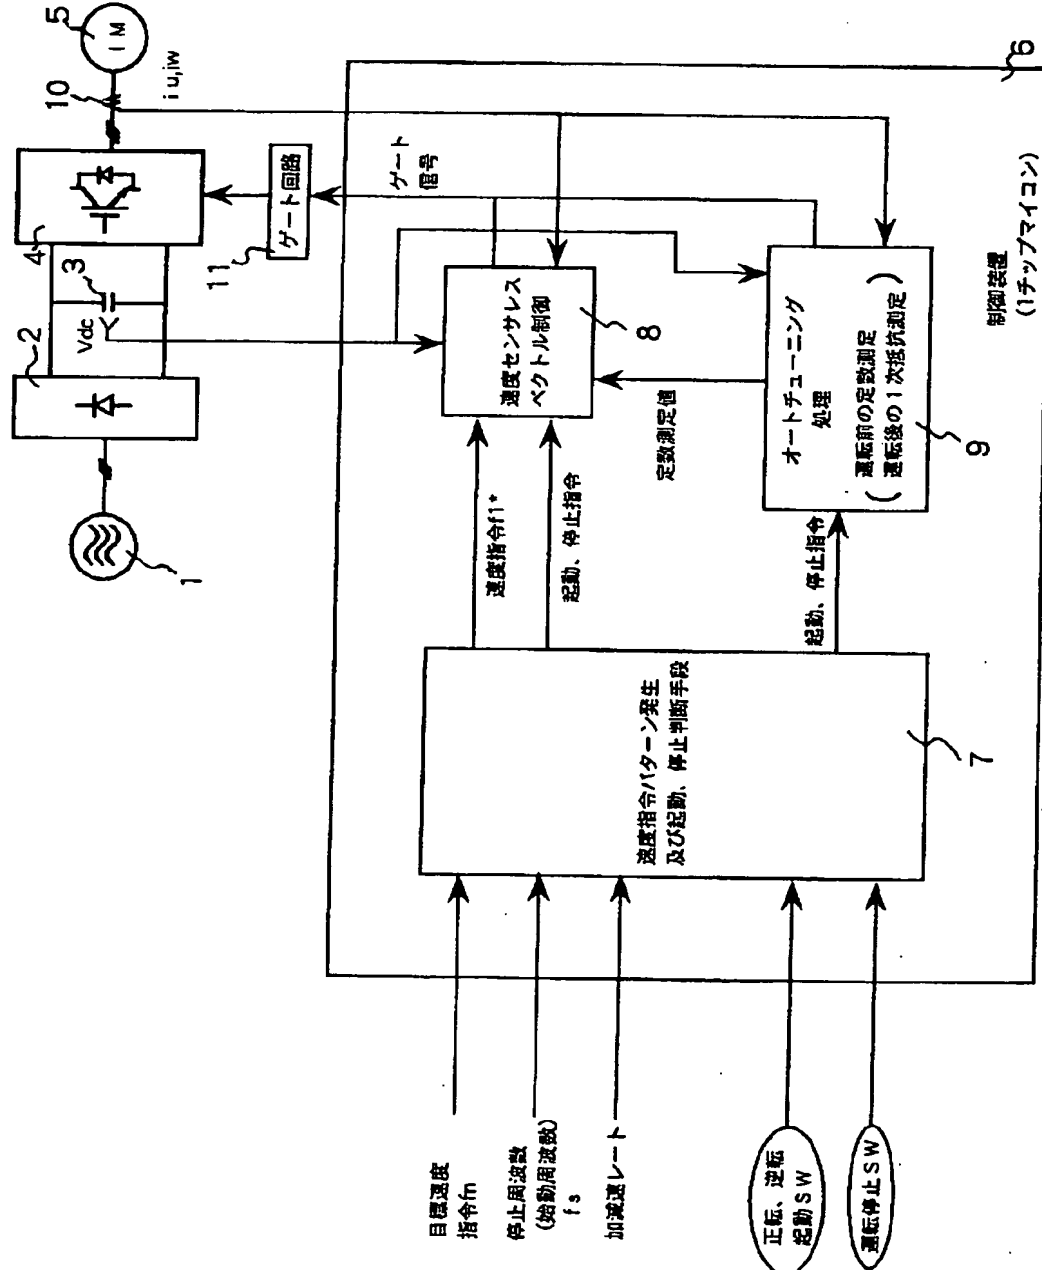 1
2
Vdc
3
4
10
5
IM
iu,iw
11
ゲート回路
ゲート
信号
目標速度
指令fm
停止周波数
(始動周波数)
fs
加減速レート
正転、逆転
起動SW
運転停止SW
速度指令パターン発生
及び起動、停止判断手段
7
速度指令f1*
起動、停止指令
起動、停止指令
速度センサレス
ベクトル制御
8
定数測定値
オートチューニング
処理
(運転前の定数測定
運転後の1次抵抗測定)
9
制御装置
(1チップマイコン)
6